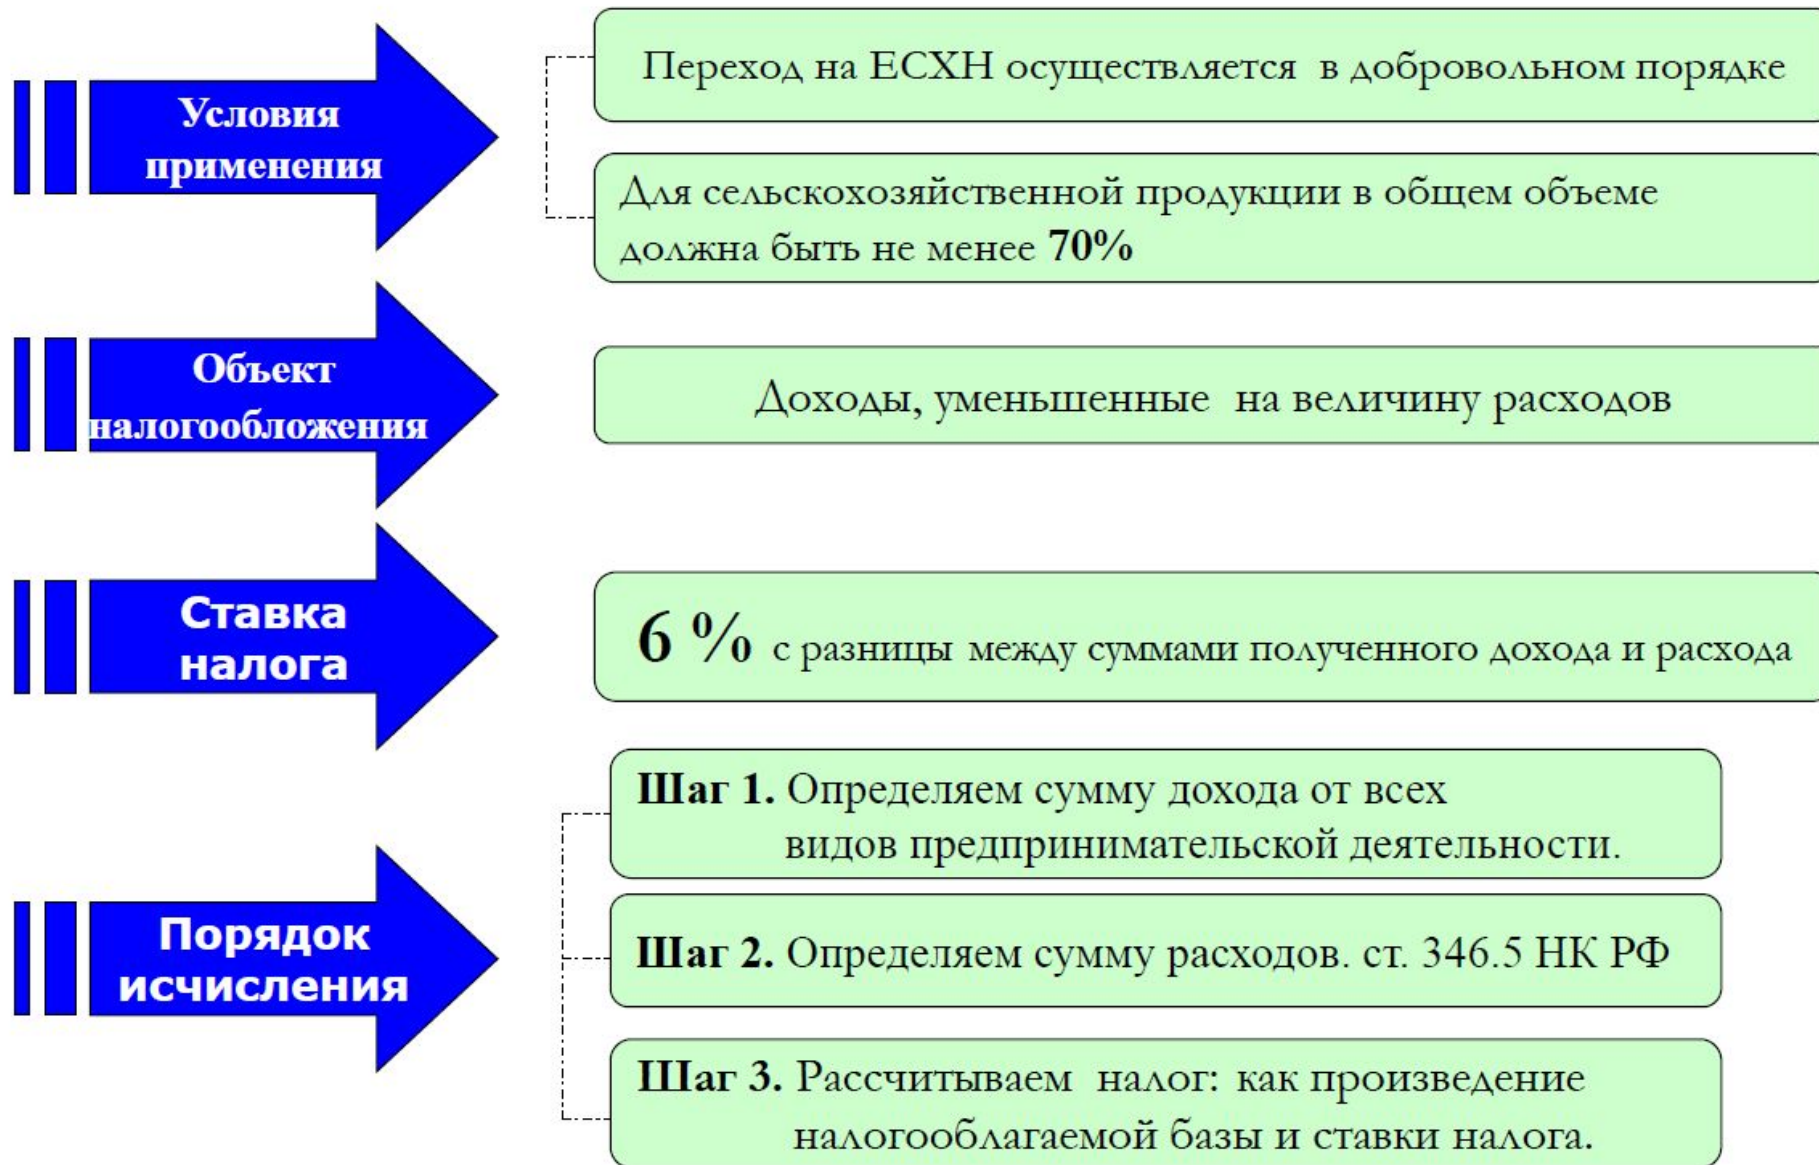 Условия
применения
Переход на ЕСХН осуществляется в добровольном порядке
Для сельскохозяйственной продукции в общем объеме
должна быть не менее 70%
Объект
налогообложения
Доходы, уменьшенные на величину расходов
Ставка
налога
6 % с разницы между суммами полученного дохода и расхода
Порядок
исчисления
Шаг 1. Определяем сумму дохода от всех
видов предпринимательской деятельности.
Шаг 2. Определяем сумму расходов. ст. 346.5 НК РФ
Шаг 3. Рассчитываем налог: как произведение
налогооблагаемой базы и ставки налога.